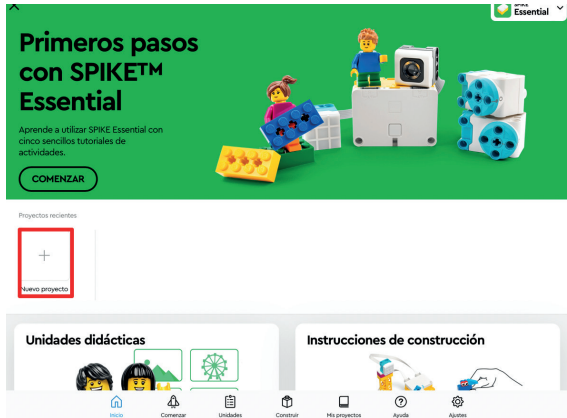 SPIKE
Essential
Primeros pasos
con SPIKE™
Essential
Aprende a utilizar SPIKE Essential con
cinco sencillos tutoriales de
actividades.
COMENZAR
Proyectos recientes
Nuevo proyecto
Unidades didácticas
Instrucciones de construcción
Inicio
Comenzar
Unidades
Construir
Mis proyectos
Ayuda
Ajustes